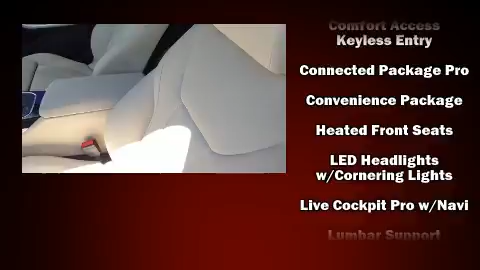 Comfort Access
Keyless Entry
Connected Package Pro
Convenience Package
Heated Front Seats
LED Headlights
w/Cornering Lights
Live Cockpit Pro w/Navi
Lumbar Support